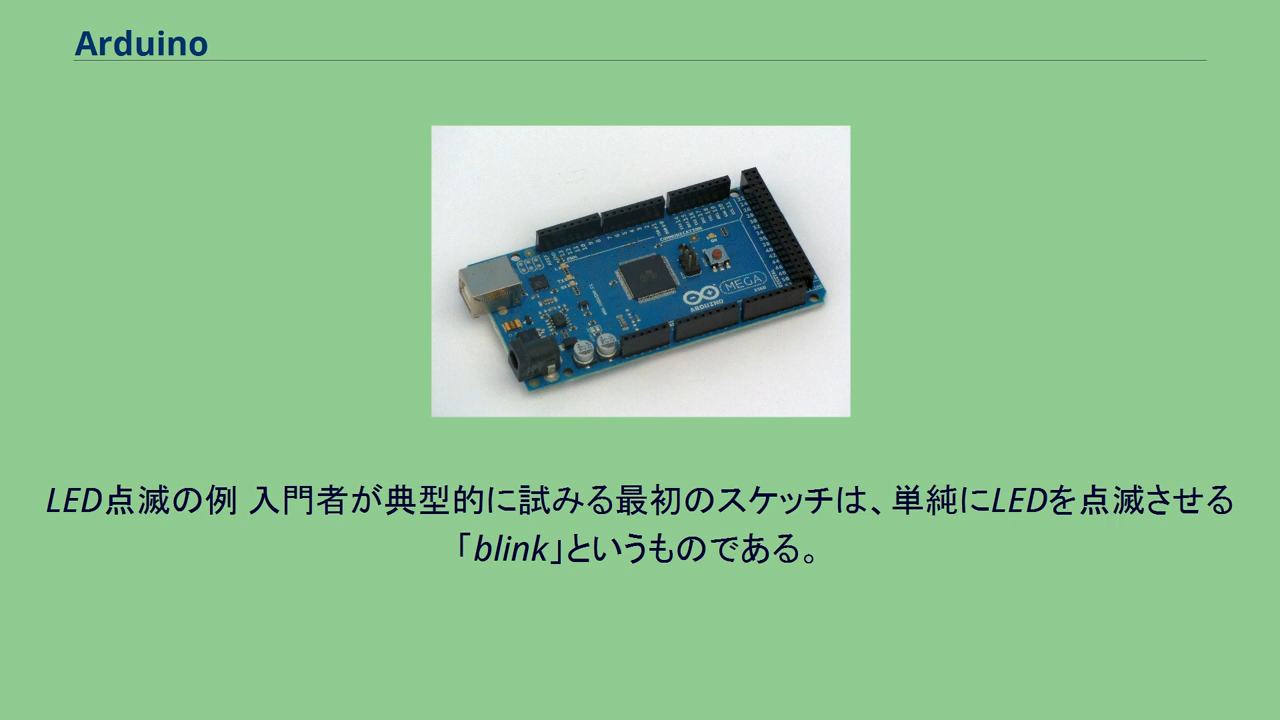 Arduino
MEGA
ARDUINO
LED点滅の例 入門者が典型的に試みる最初のスケッチは、単純にLEDを点滅させる
「blink」というものである。